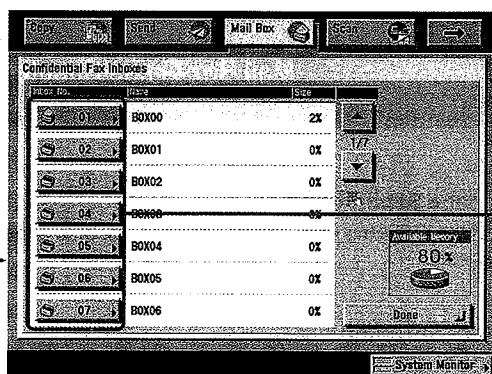 Copy Send Mail Box Scan
Confidential Fax Inboxes
Inbox No. Name Size
01 BOX00 2%
02 BOX01 0%
03 BOX02 0%
04 BOX03 0%
05 BOX04 0%
06 BOX05 0%
07 BOX06 0%
1/7
Available Memory
80%
Done
System Monitor